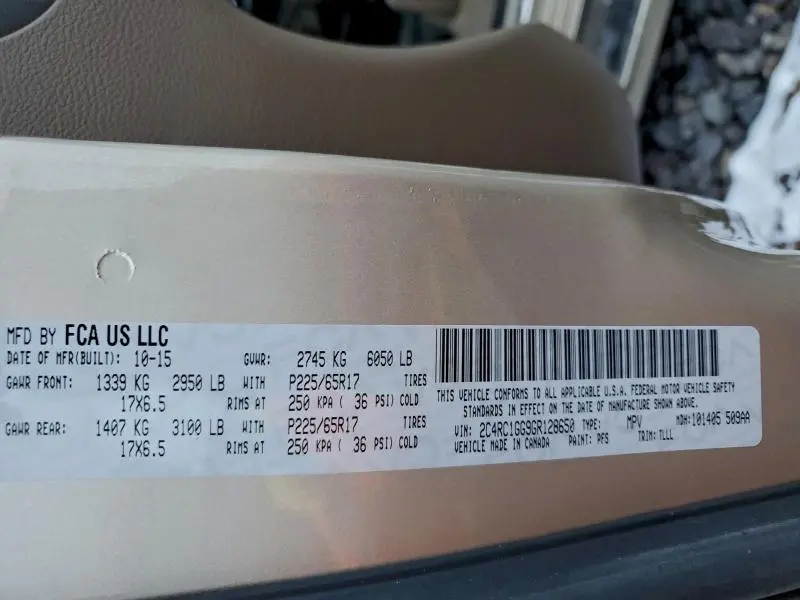 MFD BY FCA US LLC
DATE OF MFR(BUILT): 10-15 GVWR: 2745 KG 6050 LB
GAWR FRONT: 1339 KG 2950 LB WITH P225/65R17 TIRES
17X6.5 RIMS AT 250 KPA ( 36 PSI) COLD
GAWR REAR: 1407 KG 3100 LB WITH P225/65R17 TIRES
17X6.5 RIMS AT 250 KPA ( 36 PSI) COLD
THIS VEHICLE CONFORMS TO ALL APPLICABLE U.S.A. FEDERAL MOTOR VEHICLE SAFETY
STANDARDS IN EFFECT ON THE DATE OF MANUFACTURE SHOWN ABOVE.
VIN: 2C4RC1GG9GR128650 TYPE: MPV MDH: 101405 509AA
VEHICLE MADE IN CANADA PAINT: PFS TRIM: TLLL